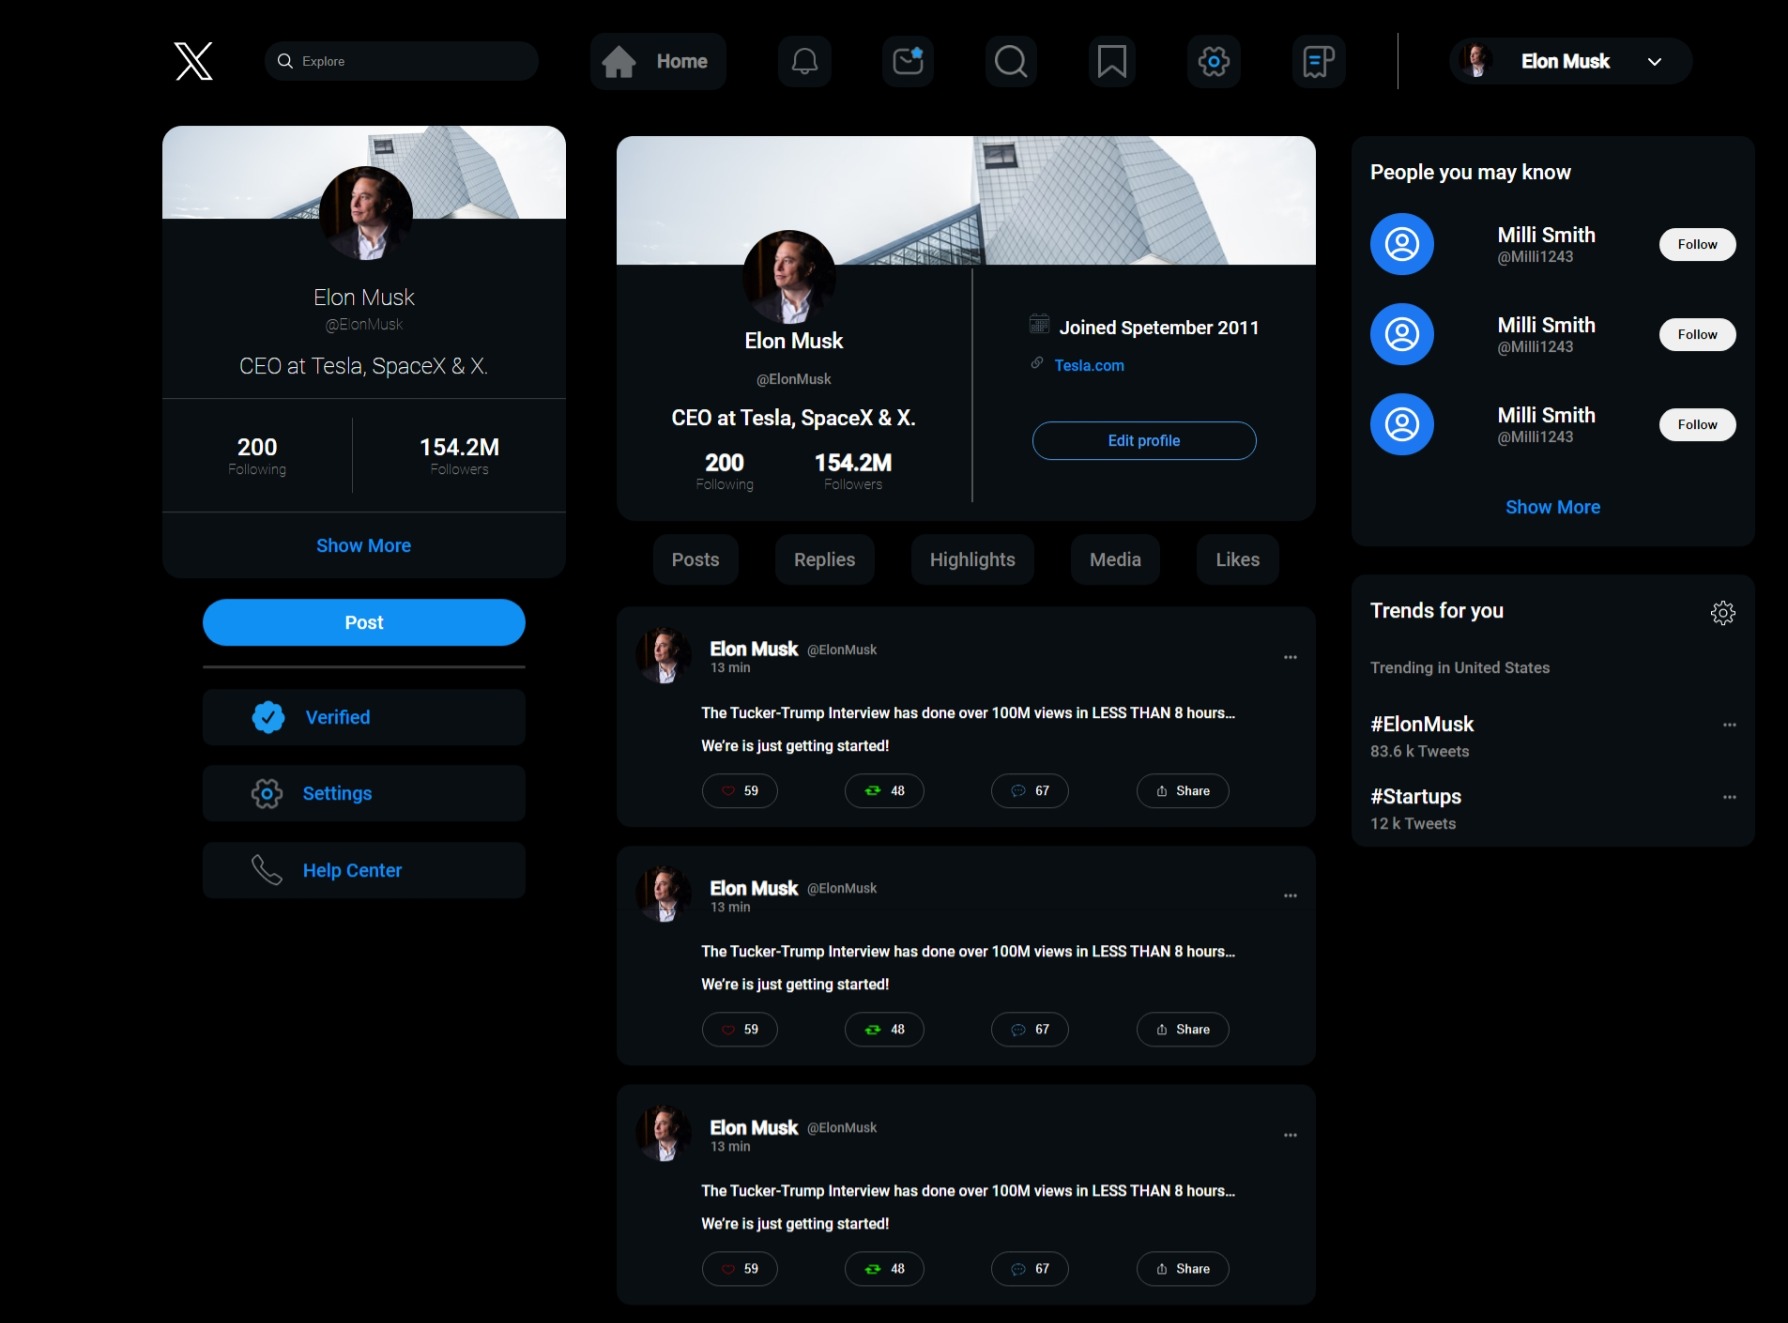 X
Explore
Home
Elon Musk
Elon Musk
@ElonMusk
CEO at Tesla, SpaceX & X.
200
Following
154.2M
Followers
Show More
Post
Verified
Settings
Help Center
Elon Musk
@ElonMusk
CEO at Tesla, SpaceX & X.
200
Following
154.2M
Followers
Joined Spetember 2011
Tesla.com
Edit profile
Posts
Replies
Highlights
Media
Likes
Elon Musk @ElonMusk
13 min
The Tucker-Trump Interview has done over 100M views in LESS THAN 8 hours...
We're is just getting started!
59
48
67
Share
Elon Musk @ElonMusk
13 min
The Tucker-Trump Interview has done over 100M views in LESS THAN 8 hours...
We're is just getting started!
59
48
67
Share
Elon Musk @ElonMusk
13 min
The Tucker-Trump Interview has done over 100M views in LESS THAN 8 hours...
We're is just getting started!
59
48
67
Share
People you may know
Milli Smith
@Milli1243
Follow
Milli Smith
@Milli1243
Follow
Milli Smith
@Milli1243
Follow
Show More
Trends for you
Trending in United States
#ElonMusk
83.6 k Tweets
#Startups
12 k Tweets